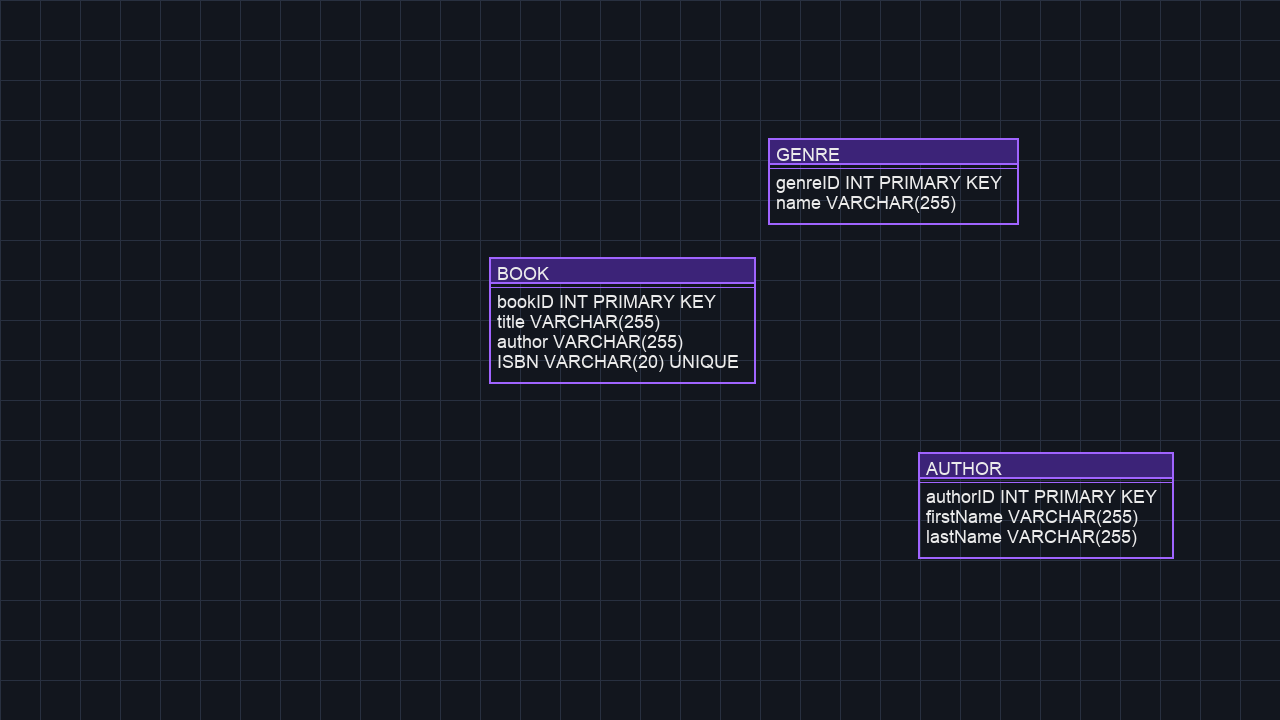 GENRE
genreID INT PRIMARY KEY
name VARCHAR(255)
BOOK
bookID INT PRIMARY KEY
title VARCHAR(255)
author VARCHAR(255)
ISBN VARCHAR(20) UNIQUE
AUTHOR
authorID INT PRIMARY KEY
firstName VARCHAR(255)
lastName VARCHAR(255)